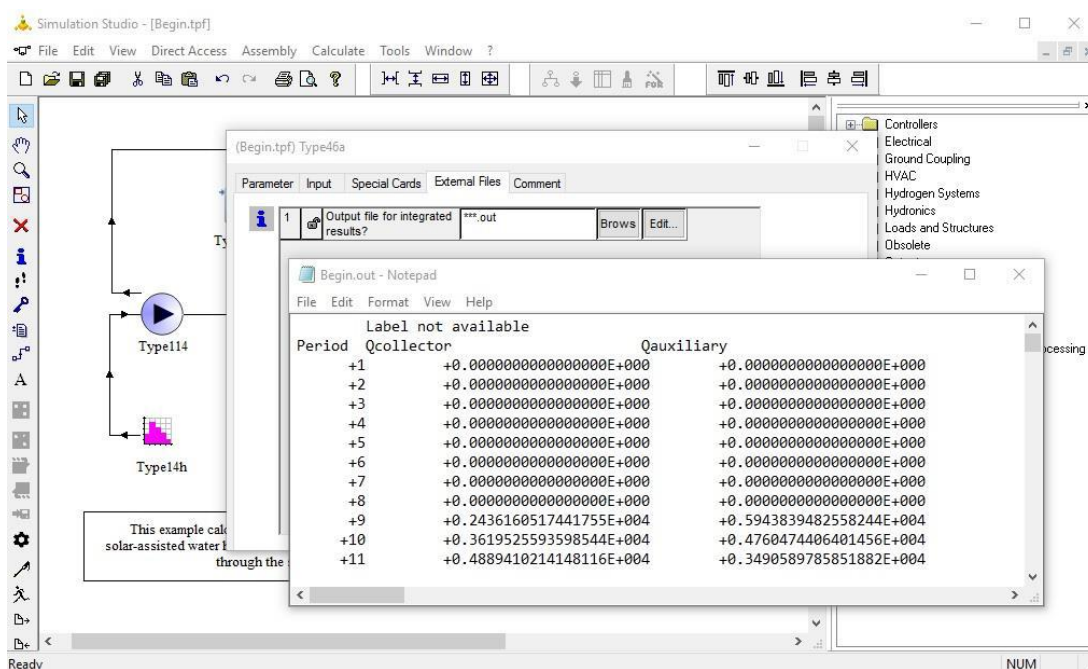 Simulation Studio - [Begin.tpf]
File Edit View Direct Access Assembly Calculate Tools Window ?
Controllers
Electrical
Ground Coupling
HVAC
Hydrogen Systems
Hydronics
Loads and Structures
Obsolete
(Begin.tpf) Type46a
Parameter Input Special Cards External Files Comment
1 Output file for integrated
results?
***.out
Brows
Edit...
Type114
Type14h
A
This example
solar-assisted water
through the
Begin.out - Notepad
File Edit Format View Help
Label not available
Period Qcollector Qauxiliary
+1 +0.0000000000000000E+000 +0.0000000000000000E+000
+2 +0.0000000000000000E+000 +0.0000000000000000E+000
+3 +0.0000000000000000E+000 +0.0000000000000000E+000
+4 +0.0000000000000000E+000 +0.0000000000000000E+000
+5 +0.0000000000000000E+000 +0.0000000000000000E+000
+6 +0.0000000000000000E+000 +0.0000000000000000E+000
+7 +0.0000000000000000E+000 +0.0000000000000000E+000
+8 +0.0000000000000000E+000 +0.0000000000000000E+000
+9 +0.2436160517441755E+004 +0.5943839482558244E+004
+10 +0.3619525593598544E+004 +0.4760474406401456E+004
+11 +0.4889410214148116E+004 +0.3490589785851882E+004
Ready
NUM